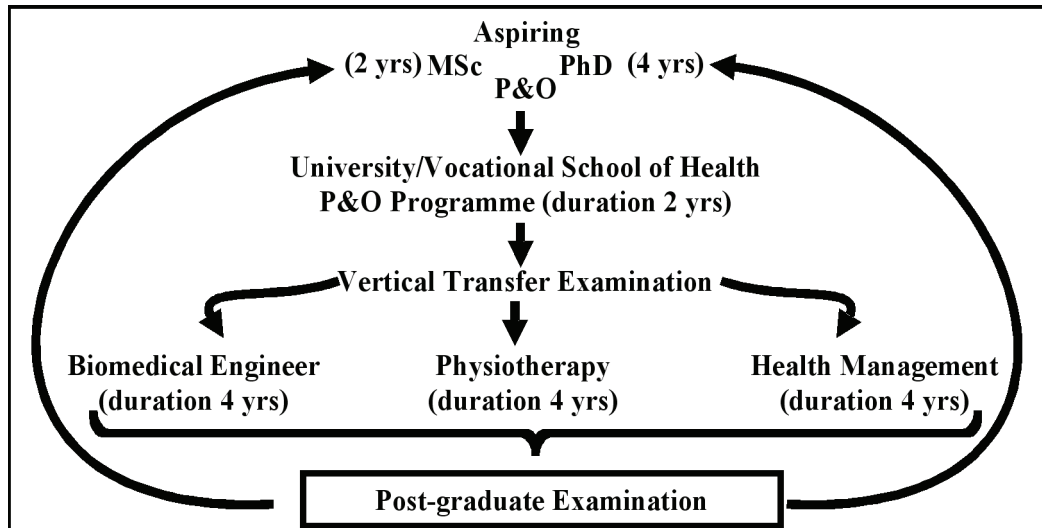 Aspiring
(2 yrs) MSc PhD (4 yrs)
P&O
University/Vocational School of Health
P&O Programme (duration 2 yrs)
Vertical Transfer Examination
Biomedical Engineer Physiotherapy Health Management
(duration 4 yrs) (duration 4 yrs) (duration 4 yrs)
Post-graduate Examination